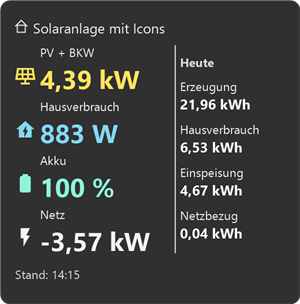 Solaranlage mit Icons
PV + BKW
4,39 kW
Hausverbrauch
883 W
Akku
100 %
Netz
-3,57 kW
Heute
Erzeugung
21,96 kWh
Hausverbrauch
6,53 kWh
Einspeisung
4,67 kWh
Netzbezug
0,04 kWh
Stand: 14:15